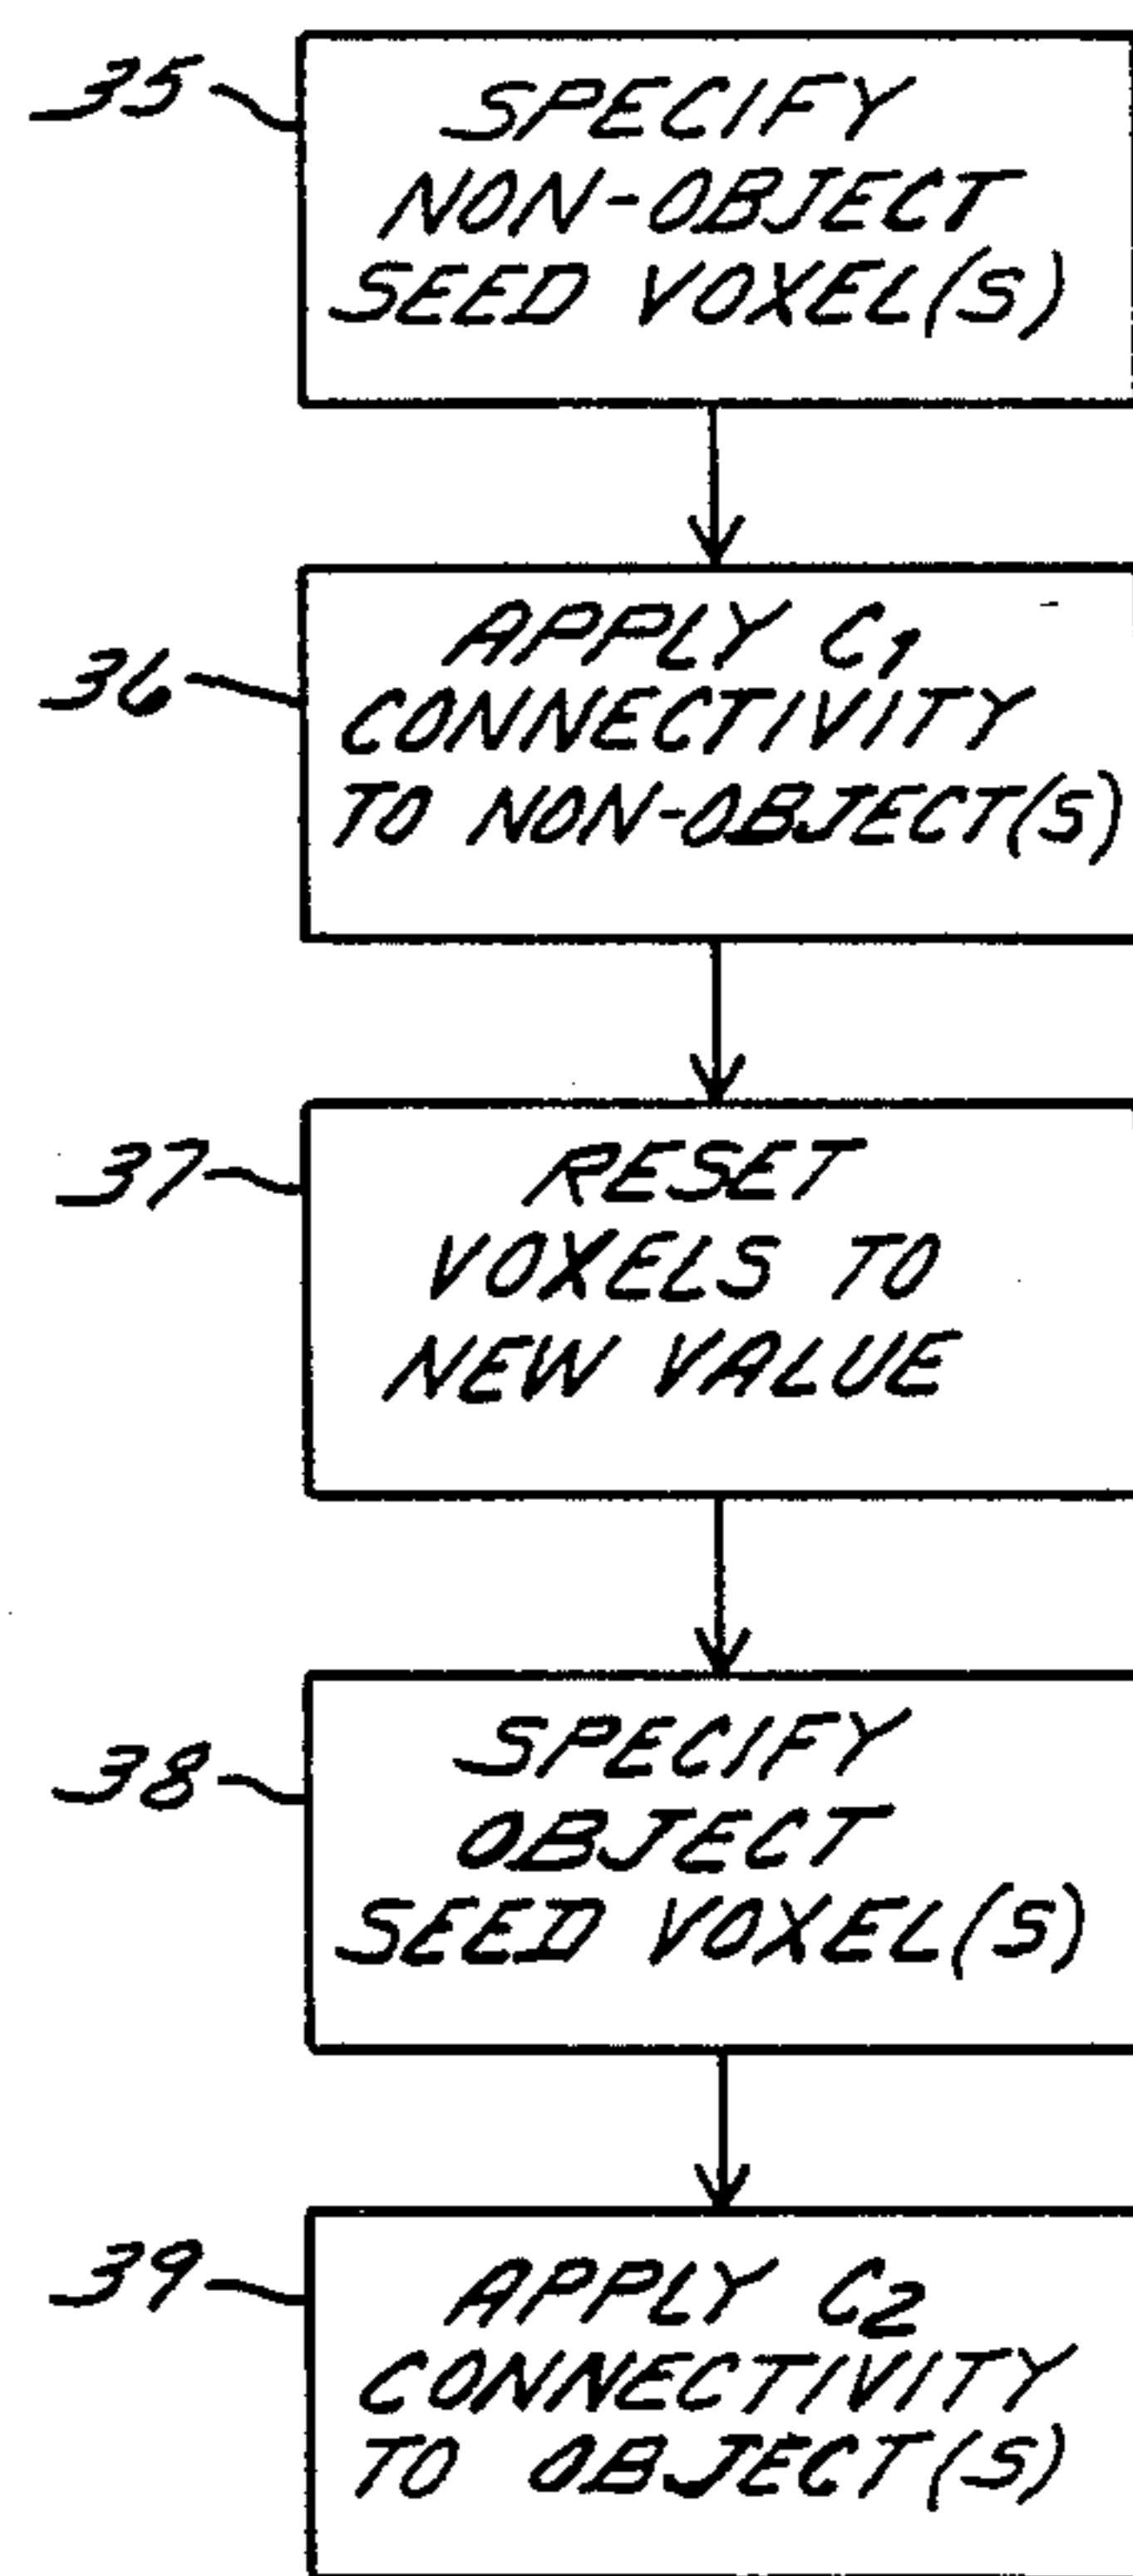 35
SPECIFY
NON-OBJECT
SEED VOXEL(S)
36
APPLY C1
CONNECTIVITY
TO NON-OBJECT(S)
37
RESET
VOXELS TO
NEW VALUE
38
SPECIFY
OBJECT
SEED VOXEL(S)
39
APPLY C2
CONNECTIVITY
TO OBJECT(S)